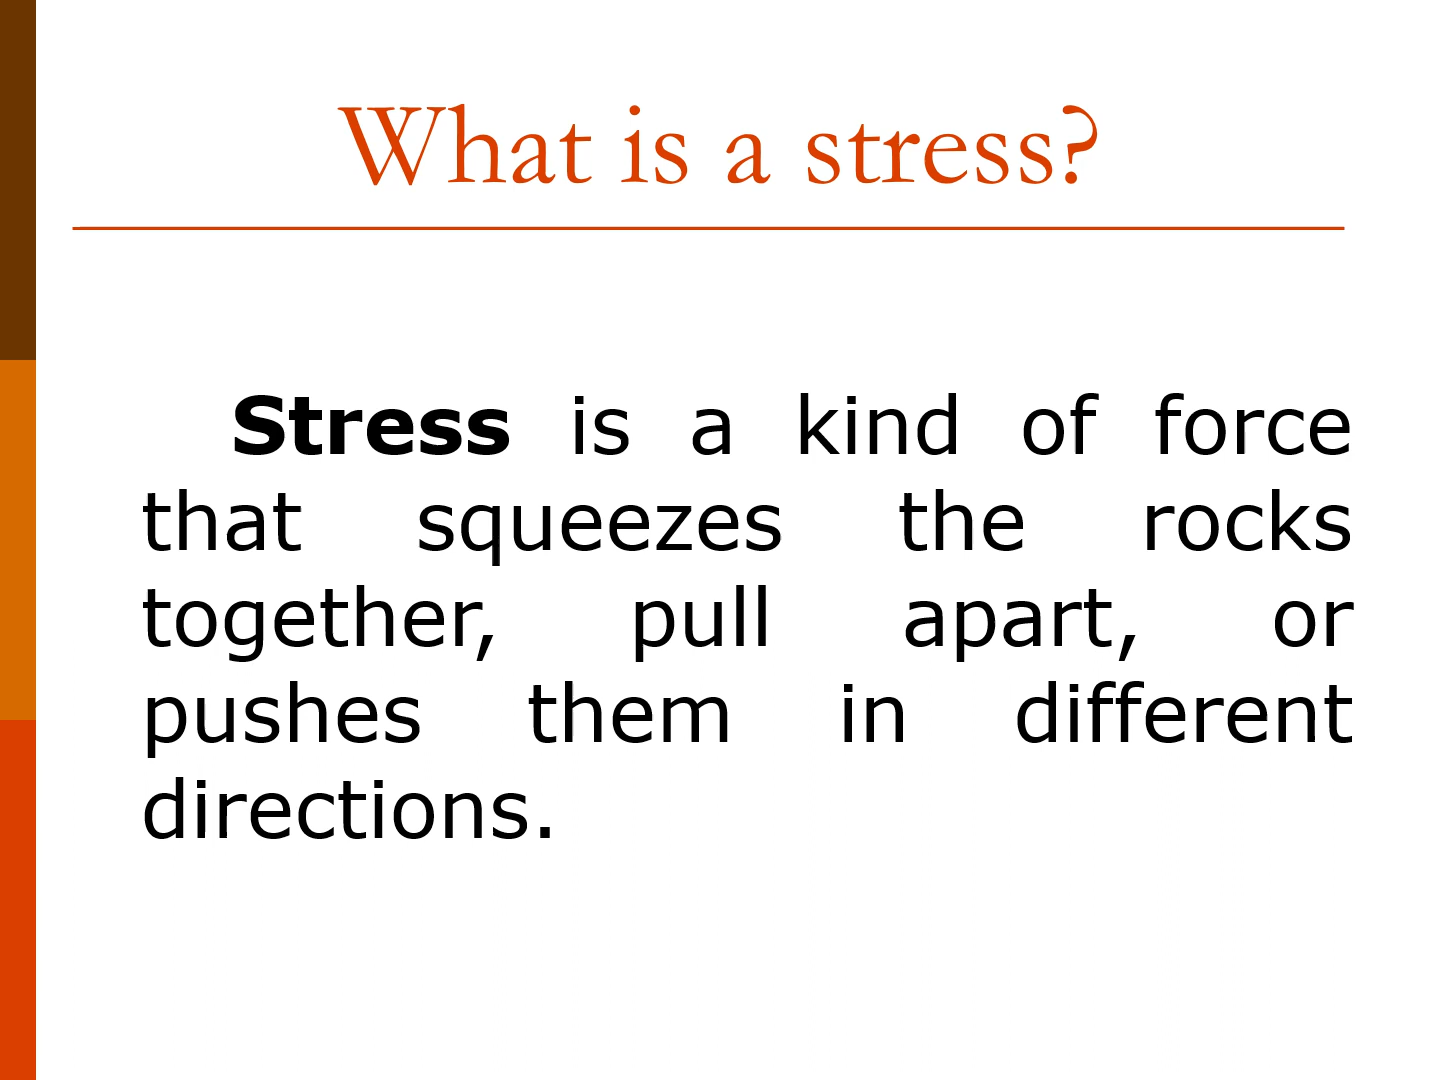 What is a stress?
Stress is a kind of force
that squeezes the rocks
together, pull apart, or
pushes them in different
directions.